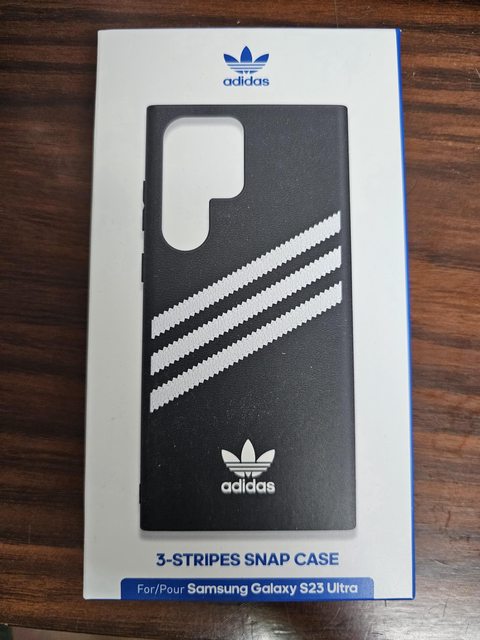 adidas
adidas
3-STRIPES SNAP CASE
For/Pour Samsung Galaxy S23 Ultra